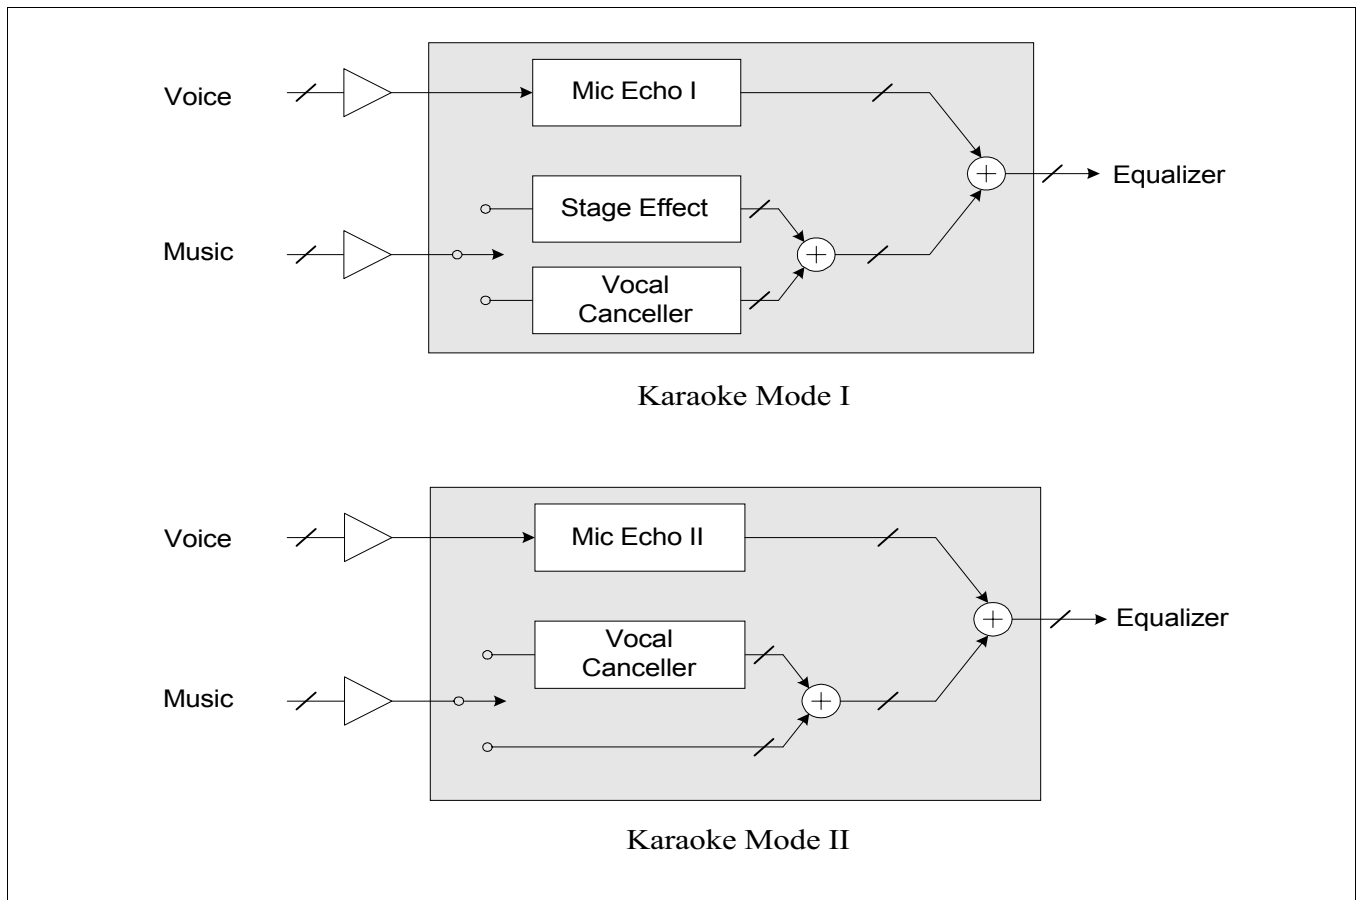 Voice
Mic Echo I
Equalizer
Stage Effect
Music
Vocal
Canceller
Karaoke Mode I
Voice
Mic Echo II
Equalizer
Vocal
Canceller
Music
Karaoke Mode II